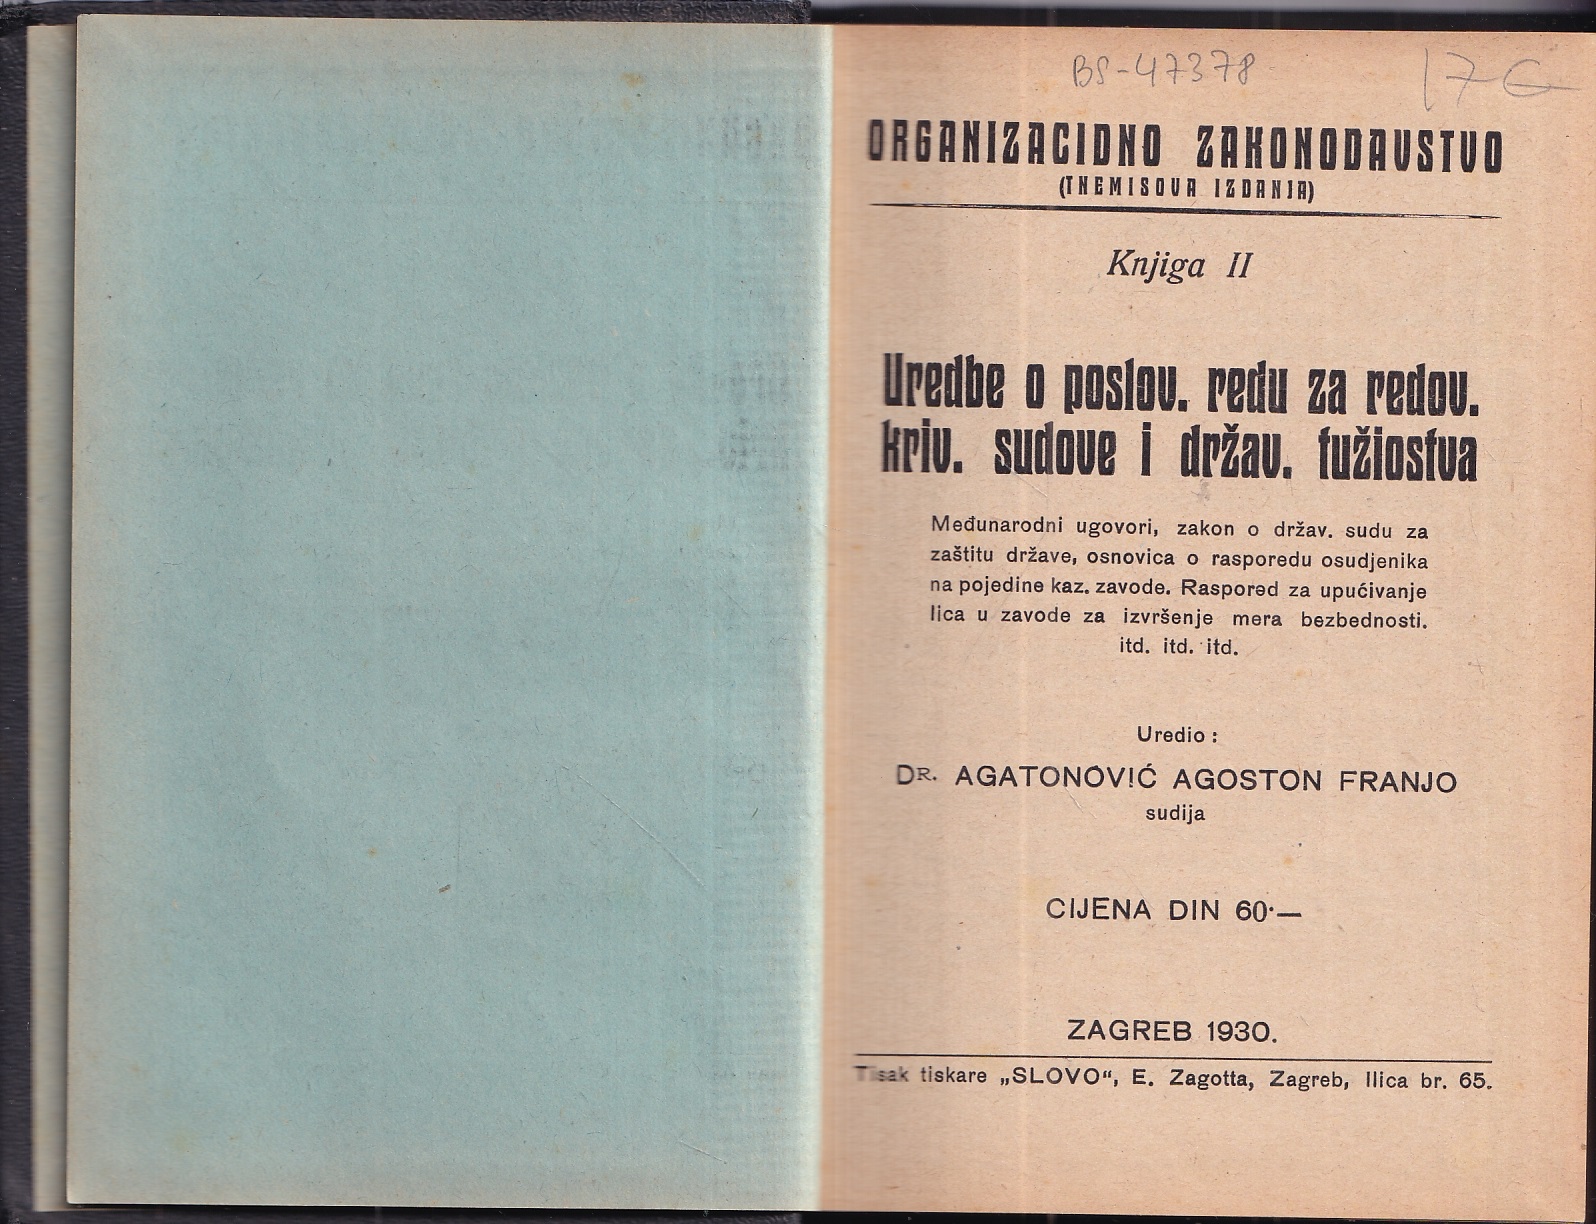 BS-47378
17G
ORGANIZACIONO ZAKONODAVSTVO
(THEMISOVA IZDANJA)
Knjiga II
Uredbe o poslov. redu za redov.
kriv. sudove i držav. tužiostva
Međunarodni ugovori, zakon o držav. sudu za
zaštitu države, osnovica o rasporedu osudjenika
na pojedine kaz. zavode. Raspored za upućivanje
lica u zavode za izvršenje mera bezbednosti.
itd. itd. itd.
Uredio :
DR. AGATONOVIĆ AGOSTON FRANJO
sudija
CIJENA DIN 60·—
ZAGREB 1930.
Tisak tiskare „SLOVO“, E. Zagotta, Zagreb, Ilica br. 65.